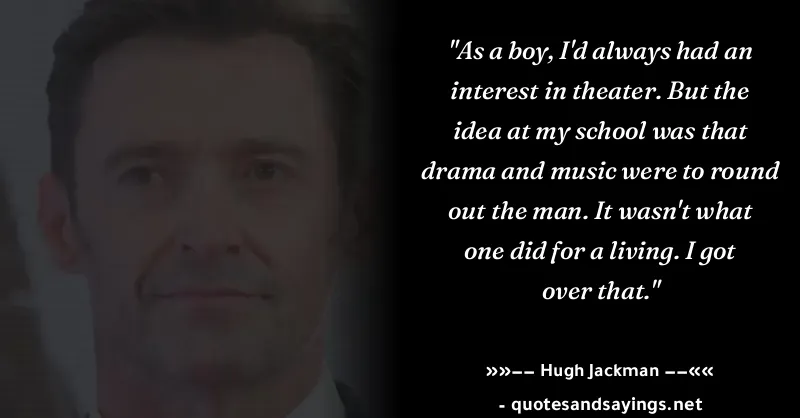 "As a boy, I'd always had an
interest in theater. But the
idea at my school was that
drama and music were to round
out the man. It wasn't what
one did for a living. I got
over that."
»»–– Hugh Jackman ––««
- quotesandsayings.net